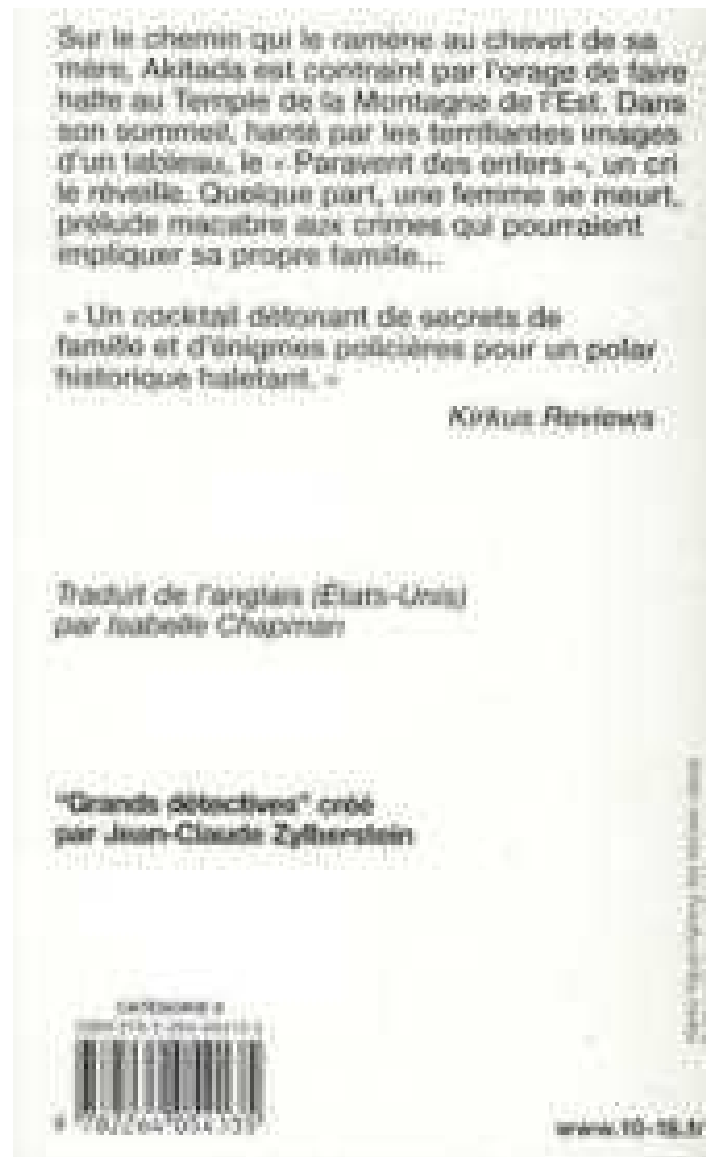 Sur le chemin qui le ramène au chevet de sa
mère, Akitada est contraint par l'orage de faire
halte au Temple de la Montagne de l'Est. Dans
son sommeil, hanté par les terrifiantes images
d'un tableau, le « Paravent des enfers », un cri
le réveille. Quelque part, une femme se meurt,
prélude macabre aux crimes qui pourraient
impliquer sa propre famille...
« Un cocktail détonant de secrets de
famille et d'énigmes policières pour un polar
historique haletant. »
Kirkus Reviews
Traduit de l'anglais (États-Unis)
par Isabelle Chapman
"Grands détectives" créé
par Jean-Claude Zylberstein
CATÉGORIE
ISBN
www.10-18.fr